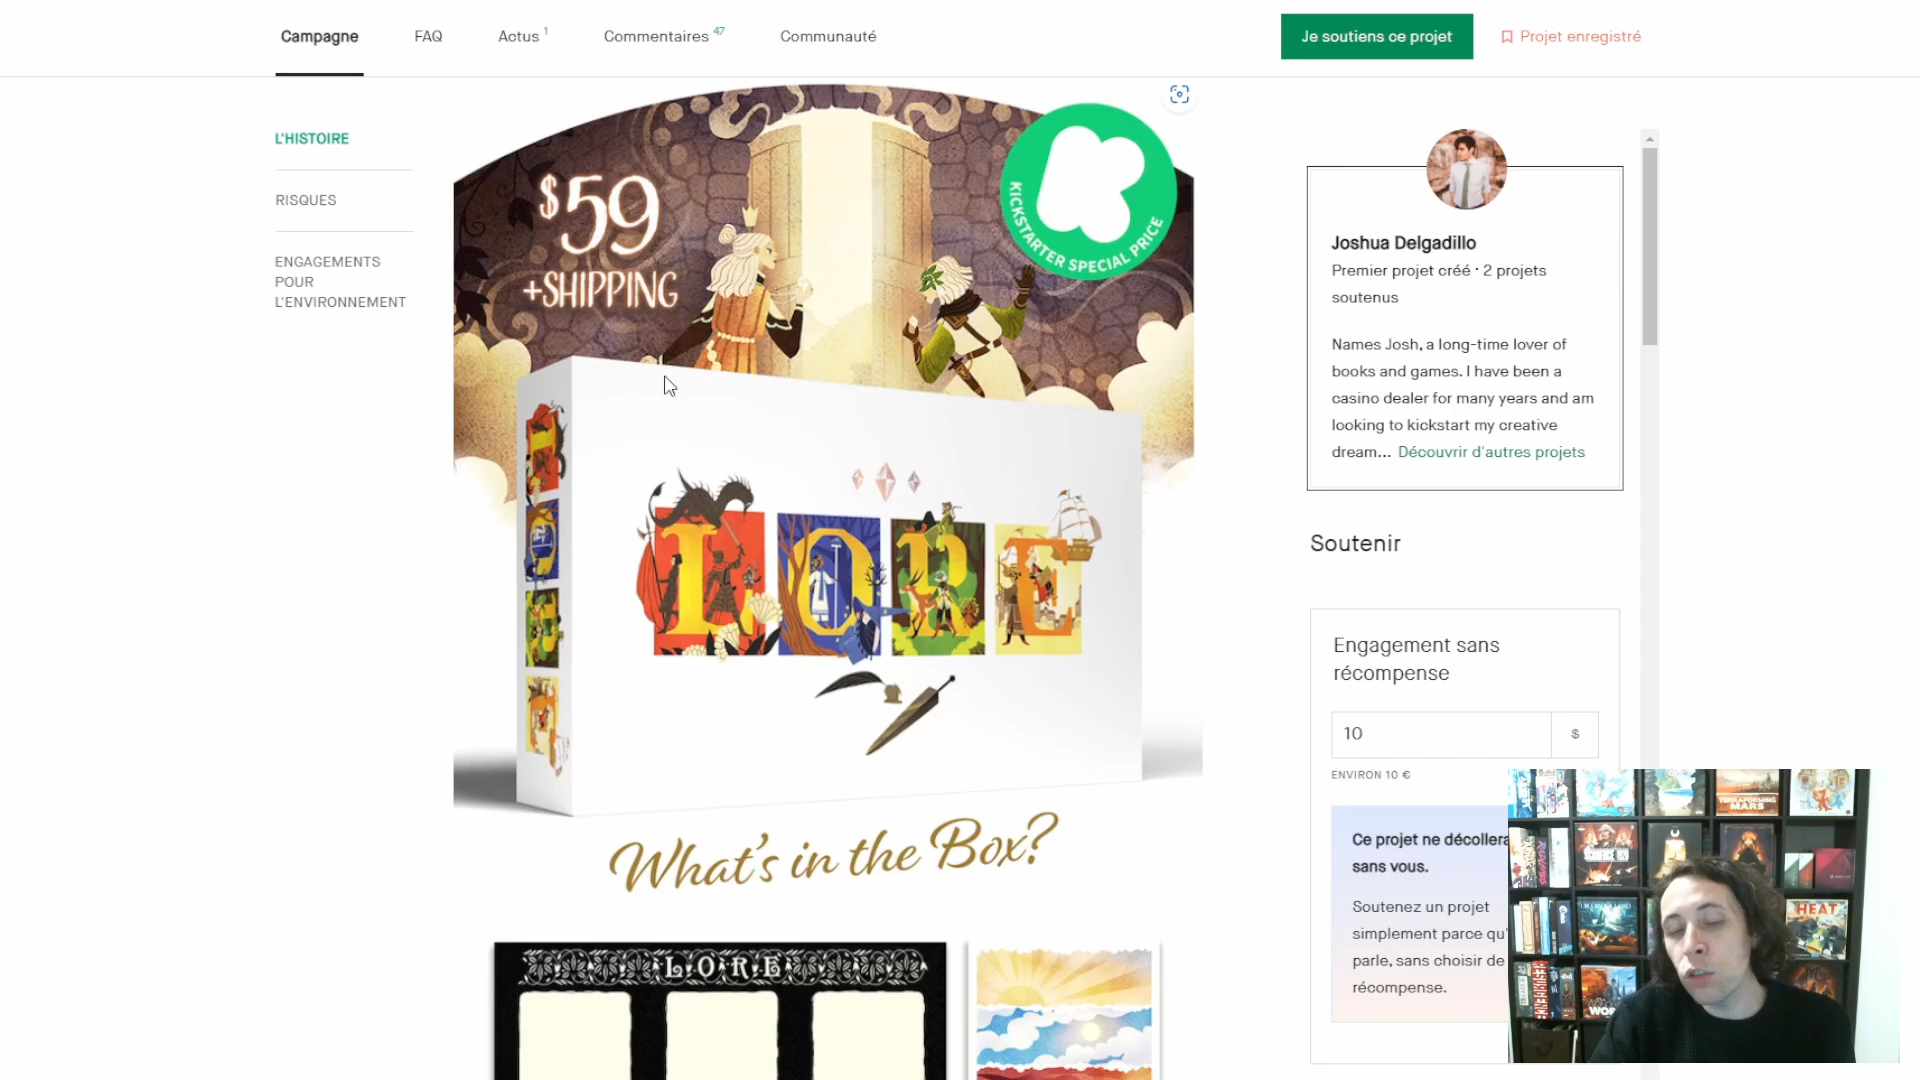 Campagne
FAQ
Actus 1
Commentaires 47
Communauté
Je soutiens ce projet
Projet enregistré
L'HISTOIRE
RISQUES
ENGAGEMENTS
POUR
L'ENVIRONNEMENT
$59
+SHIPPING
KICKSTARTER SPECIAL PRICE
LORE
LORE
What's in the Box?
LORE
Joshua Delgadillo
Premier projet créé · 2 projets
soutenus
Names Josh, a long-time lover of
books and games. I have been a
casino dealer for many years and am
looking to kickstart my creative
dream... Découvrir d'autres projets
Soutenir
Engagement sans
récompense
10 $
ENVIRON 10 €
Ce projet ne décollera
sans vous.
Soutenez un projet
simplement parce qu'
parle, sans choisir de
récompense.
TERRAFORMING
MARS
HEAT